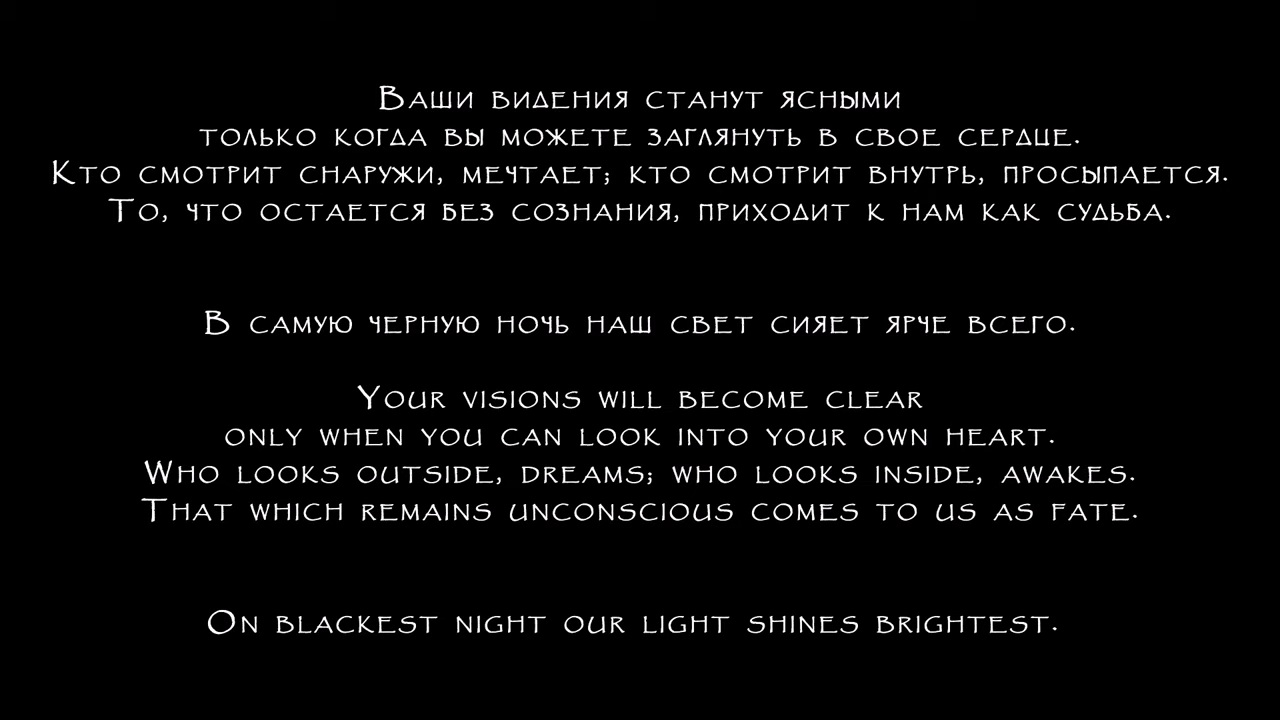 Ваши видения станут ясными
только когда вы можете заглянуть в свое сердце.
Кто смотрит снаружи, мечтает; кто смотрит внутрь, просыпается.
То, что остается без сознания, приходит к нам как судьба.
В самую черную ночь наш свет сияет ярче всего.
Your visions will become clear
only when you can look into your own heart.
Who looks outside, dreams; who looks inside, awakes.
That which remains unconscious comes to us as fate.
On blackest night our light shines brightest.